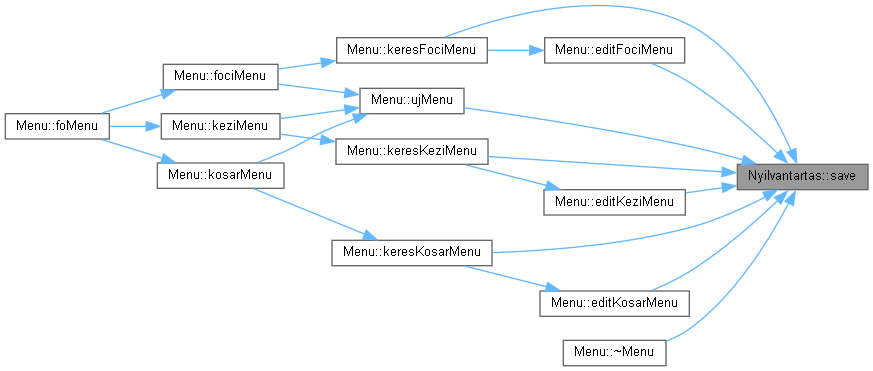 Menu::keresFociMenu
Menu::editFociMenu
Menu::fociMenu
Menu::ujMenu
Menu::foMenu
Menu::keziMenu
Menu::keresKeziMenu
Menu::kosarMenu
Nyilvantartas::save
Menu::editKeziMenu
Menu::keresKosarMenu
Menu::editKosarMenu
Menu::~Menu